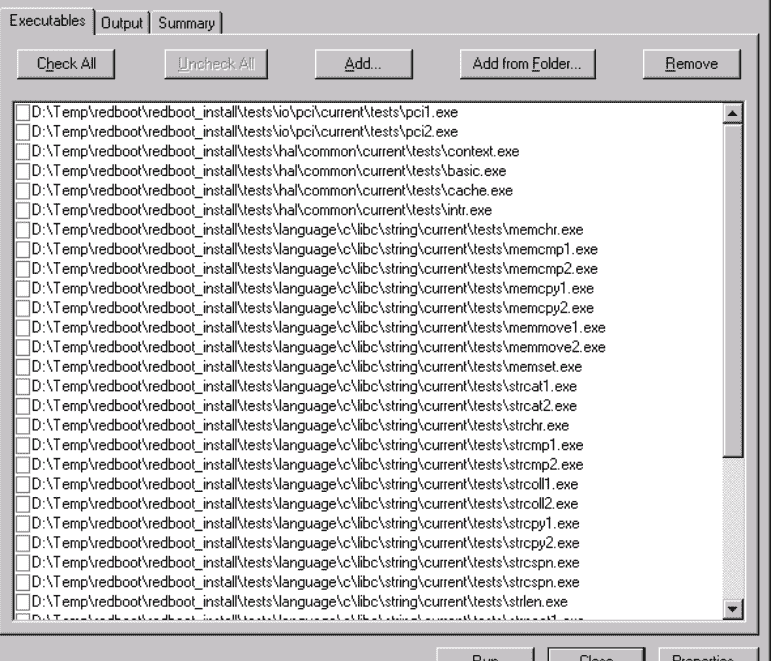 Executables Output Summary
Check All Uncheck All Add... Add from Folder... Remove
D:\Temp\redboot\redboot_install\tests\io\pci\current\tests\pci1.exe
D:\Temp\redboot\redboot_install\tests\io\pci\current\tests\pci2.exe
D:\Temp\redboot\redboot_install\tests\hal\common\current\tests\context.exe
D:\Temp\redboot\redboot_install\tests\hal\common\current\tests\basic.exe
D:\Temp\redboot\redboot_install\tests\hal\common\current\tests\cache.exe
D:\Temp\redboot\redboot_install\tests\hal\common\current\tests\intr.exe
D:\Temp\redboot\redboot_install\tests\language\c\libc\string\current\tests\memchr.exe
D:\Temp\redboot\redboot_install\tests\language\c\libc\string\current\tests\memcmp1.exe
D:\Temp\redboot\redboot_install\tests\language\c\libc\string\current\tests\memcmp2.exe
D:\Temp\redboot\redboot_install\tests\language\c\libc\string\current\tests\memcpy1.exe
D:\Temp\redboot\redboot_install\tests\language\c\libc\string\current\tests\memcpy2.exe
D:\Temp\redboot\redboot_install\tests\language\c\libc\string\current\tests\memmove1.exe
D:\Temp\redboot\redboot_install\tests\language\c\libc\string\current\tests\memmove2.exe
D:\Temp\redboot\redboot_install\tests\language\c\libc\string\current\tests\memset.exe
D:\Temp\redboot\redboot_install\tests\language\c\libc\string\current\tests\strcat1.exe
D:\Temp\redboot\redboot_install\tests\language\c\libc\string\current\tests\strcat2.exe
D:\Temp\redboot\redboot_install\tests\language\c\libc\string\current\tests\strchr.exe
D:\Temp\redboot\redboot_install\tests\language\c\libc\string\current\tests\strcmp1.exe
D:\Temp\redboot\redboot_install\tests\language\c\libc\string\current\tests\strcmp2.exe
D:\Temp\redboot\redboot_install\tests\language\c\libc\string\current\tests\strcoll1.exe
D:\Temp\redboot\redboot_install\tests\language\c\libc\string\current\tests\strcoll2.exe
D:\Temp\redboot\redboot_install\tests\language\c\libc\string\current\tests\strcpy1.exe
D:\Temp\redboot\redboot_install\tests\language\c\libc\string\current\tests\strcpy2.exe
D:\Temp\redboot\redboot_install\tests\language\c\libc\string\current\tests\strcspn.exe
D:\Temp\redboot\redboot_install\tests\language\c\libc\string\current\tests\strcspn.exe
D:\Temp\redboot\redboot_install\tests\language\c\libc\string\current\tests\strlen.exe
Run Close Properties